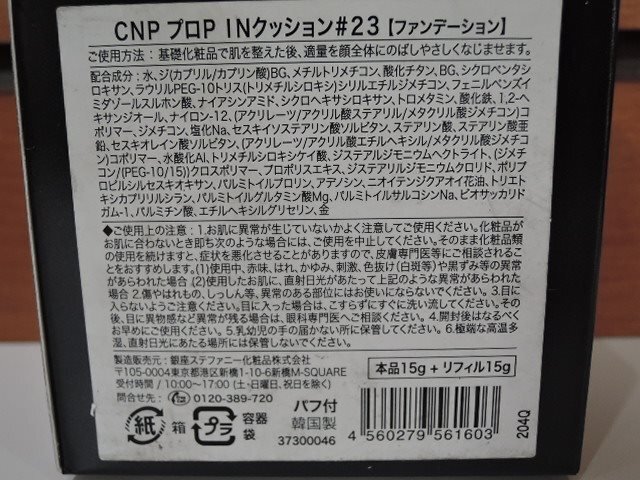 CNP プロP INクッション#23【ファンデーション】
ご使用方法：基礎化粧品で肌を整えた後、適量を顔全体にのばしやさしくなじませます。
配合成分：水、ジ(カプリル/カプリン酸)BG、メチルトリメチコン、酸化チタン、BG、シクロペンタシ
ロキサン、ラウリルPEG-10トリス(トリメチルシロキシ)シリルエチルジメチコン、フェニルベンズイ
ミダゾールスルホン酸、ナイアシンアミド、シクロヘキサシロキサン、トロメタミン、酸化鉄、1,2-ヘ
キサンジオール、ナイロン-12、(アクリレーツ/アクリル酸ステアリル/メタクリル酸ジメチコン)コ
ポリマー、ジメチコン、塩化Na、セスキイソステアリン酸ソルビタン、ステアリン酸、ステアリン酸亜
鉛、セスキオレイン酸ソルビタン、(アクリレーツ/アクリル酸エチルヘキシル/メタクリル酸ジメチ
コン)コポリマー、水酸化Al、トリメチルシロキシケイ酸、ジステアルジモニウムヘクトライト、(ジメチ
コン/(PEG-10/15))クロスポリマー、プロポリスエキス、ジステアリルジモニウムクロリド、ポリプ
ロピルシルセスキオキサン、パルミトイルプロリン、アデノシン、ニオイテンジクアオイ花油、トリエト
キシカプリリルシラン、パルミトイルグルタミン酸Mg、パルミトイルサルコシンNa、ビオサッカリド
ガム-1、パルミチン酸、エチルヘキシルグリセリン、金
◆ご使用上の注意：1.お肌に異常が生じていないかよく注意してご使用ください。化粧品が
お肌に合わないとき即ち次のような場合には、ご使用を中止してください。そのまま化粧品類
の使用を続けますと、症状を悪化させることがありますので、皮膚専門医等にご相談されるこ
とをおすすめします。(1)使用中、赤味、はれ、かゆみ、刺激、色抜け(白斑等)や黒ずみ等の異常
があらわれた場合 .(2)使用したお肌に、直射日光があたって上記のような異常があらわれた
場合 2.傷やはれもの、しっしん等、異常のある部位にはお使いにならないでください。3.目に
入らないようご注意ください。目に入った場合は、こすらずにすぐに洗い流してください。その
後、目に異物感など異常が残る場合は、眼科専門医へご相談ください。4.開封後はなるべく
お早めにご使用ください。5.乳幼児の手の届かない所に保管してください。6.極端な高温多
湿、直射日光にあたる場所には保管しないでください。
製造販売元：銀座ステファニー化粧品株式会社
〒105-0004 東京都港区新橋1-10-6新橋M-SQUARE
受付時間 / 10:00～17:00 (土・日曜日、祝日を除く)
問合せ先： 0120-389-720
本品15g＋リフィル15g
紙 箱 プラ 容器 袋
パフ付
韓国製
37300046
4 560279 561603
204Q